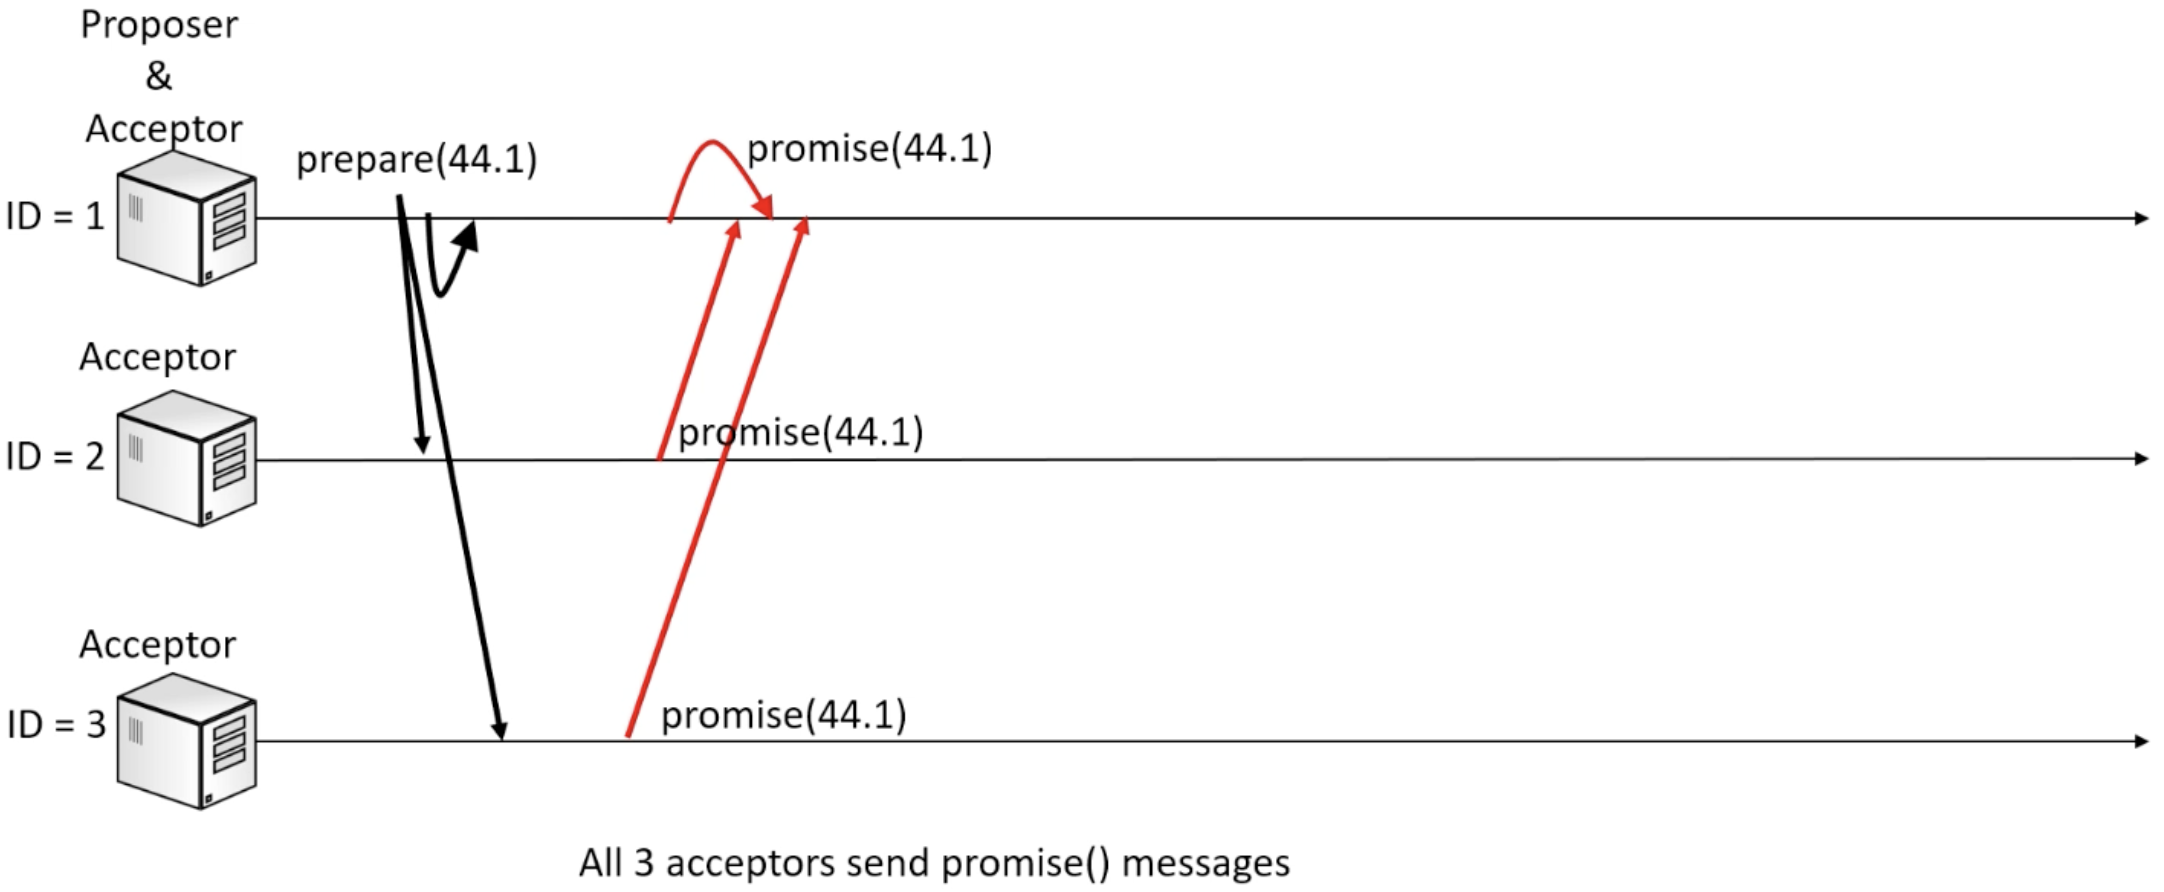 Proposer
&
Acceptor
prepare(44.1)
promise(44.1)
ID = 1
Acceptor
promise(44.1)
ID = 2
Acceptor
promise(44.1)
ID = 3
All 3 acceptors send promise() messages